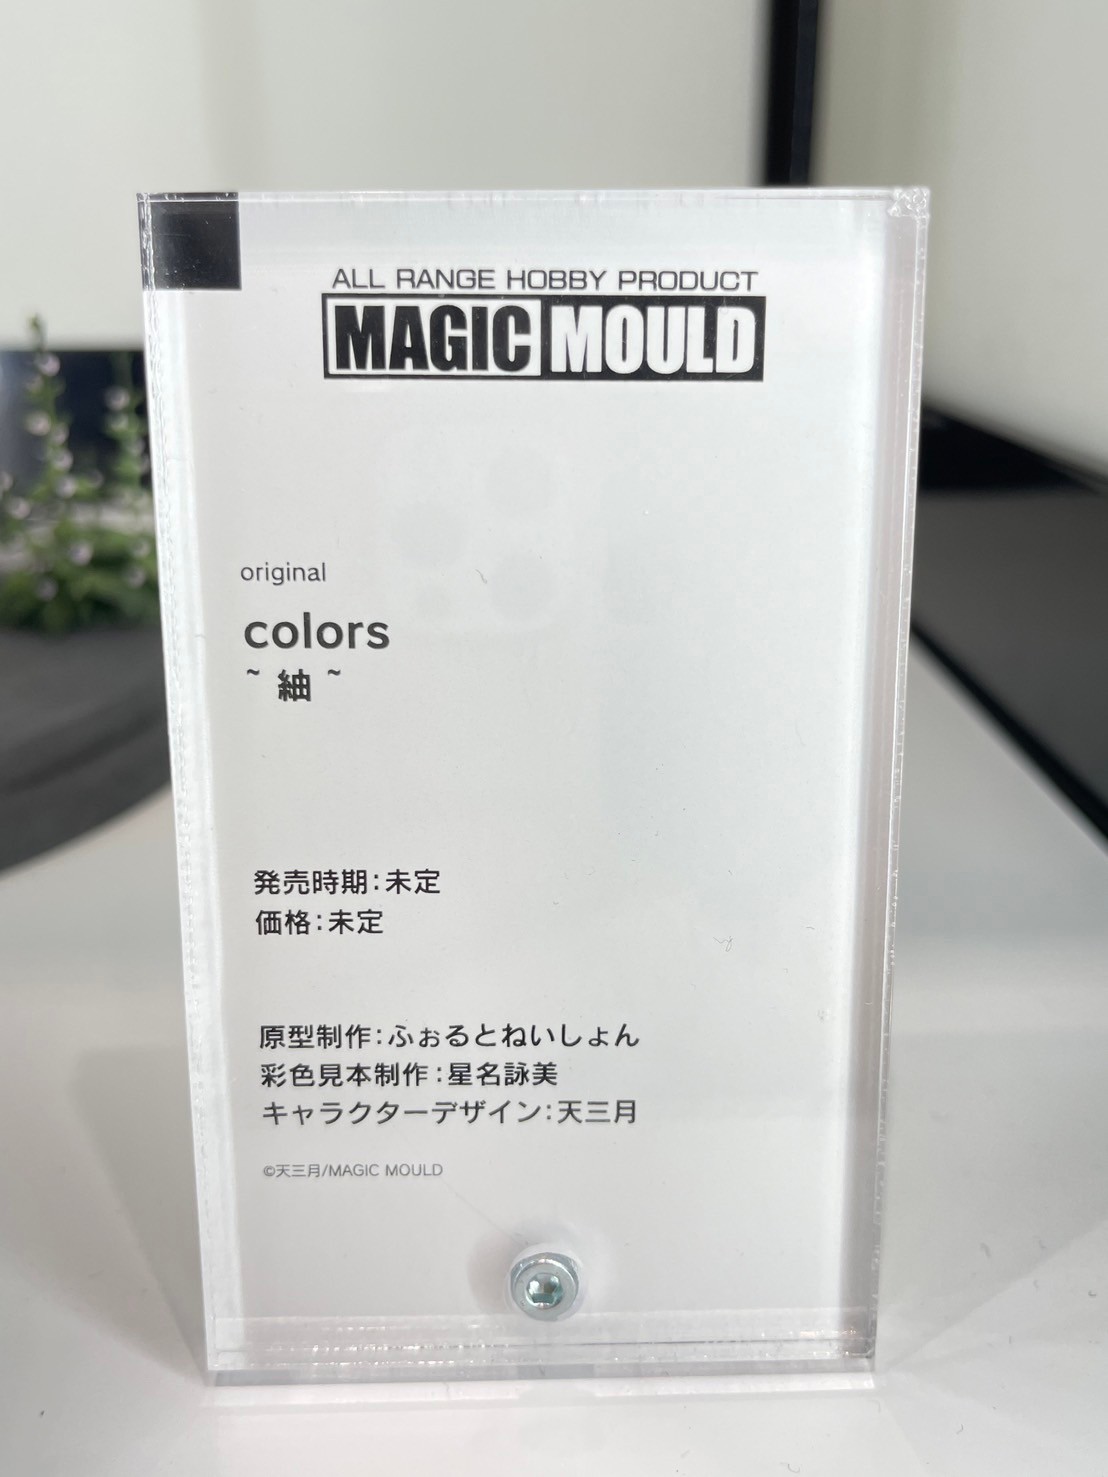 ALL RANGE HOBBY PRODUCT
MAGIC MOULD
original
colors
~ 紬 ~
発売時期:未定
価格:未定
原型制作:ふぉるとねいしょん
彩色見本制作:星名詠美
キャラクターデザイン:天三月
©天三月/MAGIC MOULD